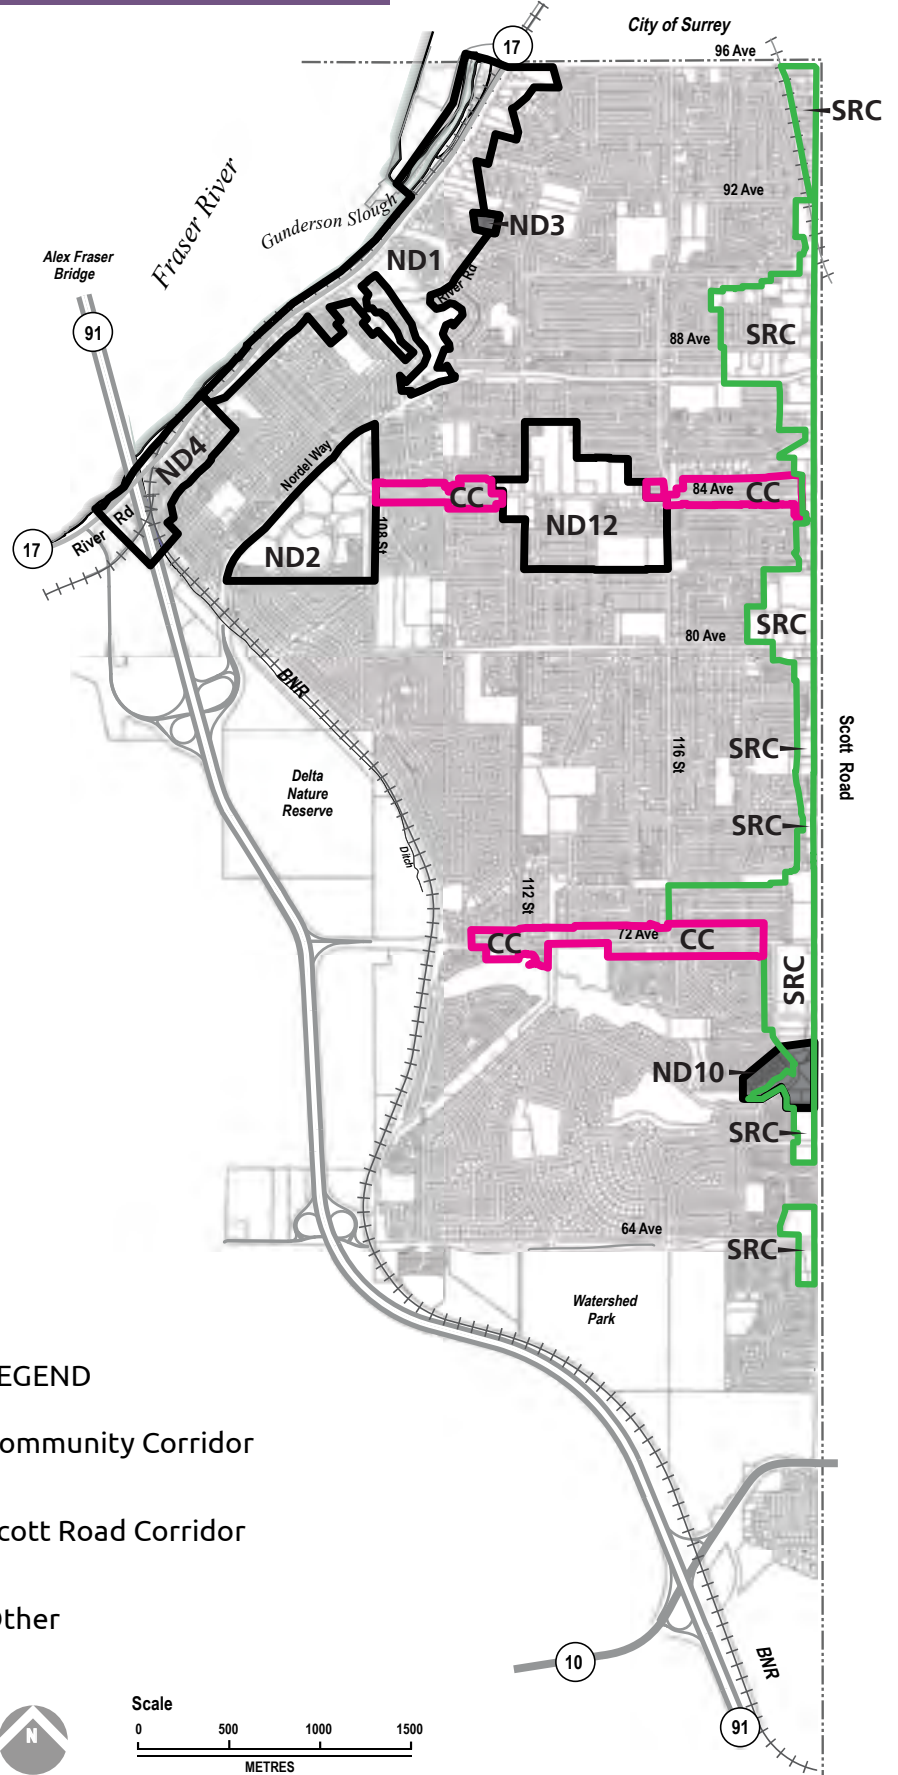 City of Surrey
17
96 Ave
SRC
92 Ave
Fraser River
Gunderson Slough
ND3
ND1
River Rd
Alex Fraser
Bridge
91
88 Ave
SRC
ND4
Nordel Way
84 Ave
CC
CC
108 St
ND12
River Rd
17
ND2
SRC
80 Ave
BNR
SRC
116 St
Scott Road
Delta
Nature
Reserve
SRC
Ditch
112 St
72 Ave
CC
CC
SRC
ND10
SRC
64 Ave
SRC
Watershed
Park
EGEND
ommunity Corridor
cott Road Corridor
Other
10
BNR
91
N
Scale
0 500 1000 1500
METRES